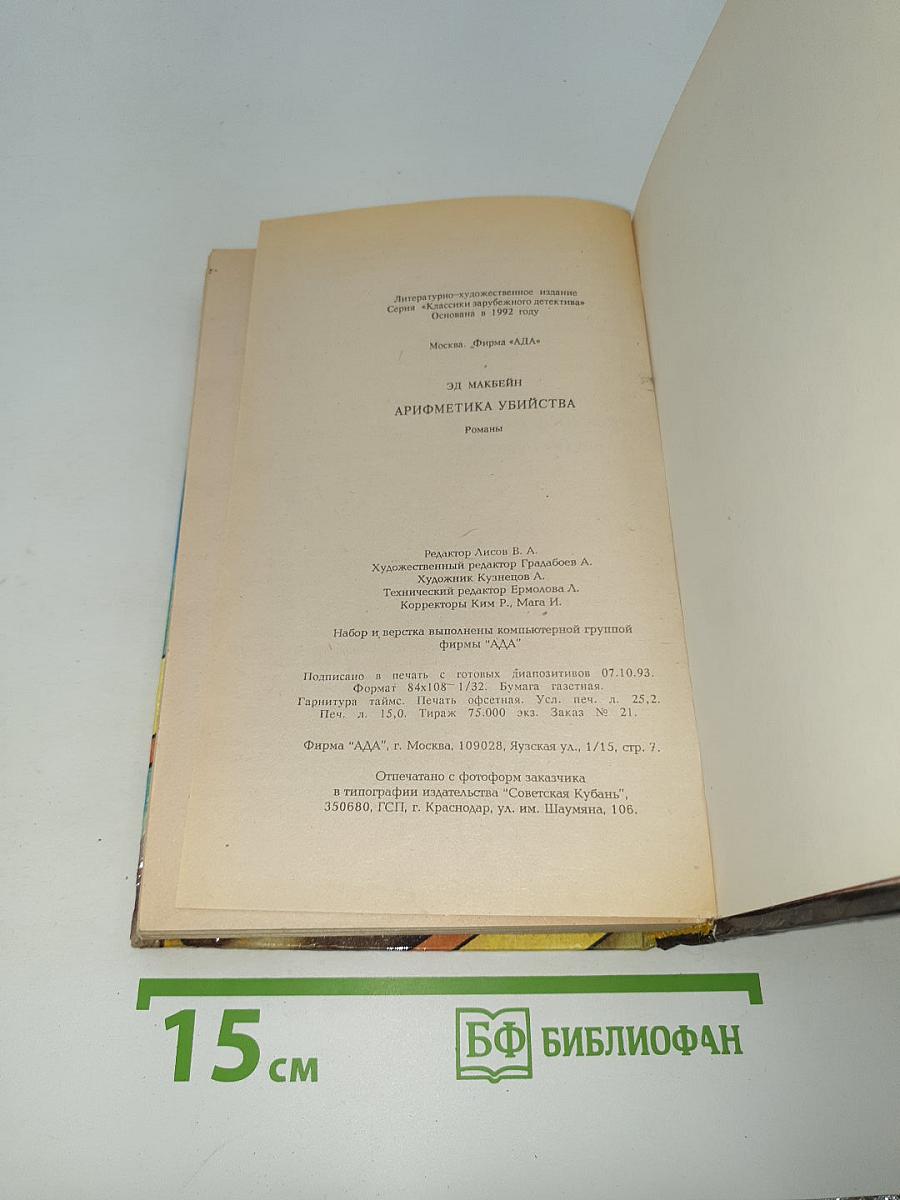 Литературно-художественное издание
Серия «Классики зарубежного детектива»
Основана в 1992 году
Москва. Фирма «АДА»
ЭД МАКБЕЙН
АРИФМЕТИКА УБИЙСТВА
Романы
Редактор Лисов В. А.
Художественный редактор Градабоев А.
Художник Кузнецов А.
Технический редактор Ермолова Л.
Корректоры Ким Р., Мага И.
Набор и верстка выполнены компьютерной группой
фирмы "АДА"
Подписано в печать с готовых диапозитивов 07.10.93.
Формат 84х108 1/32. Бумага газетная.
Гарнитура таймс. Печать офсетная. Усл. печ. л. 25,2.
Печ. л. 15,0. Тираж 75.000 экз. Заказ № 21.
Фирма "АДА", г. Москва, 109028, Яузская ул., 1/15, стр. 7.
Отпечатано с фотоформ заказчика
в типографии издательства "Советская Кубань",
350680, ГСП, г. Краснодар, ул. им. Шаумяна, 106.
15 см
БФ БИБЛИОФАН